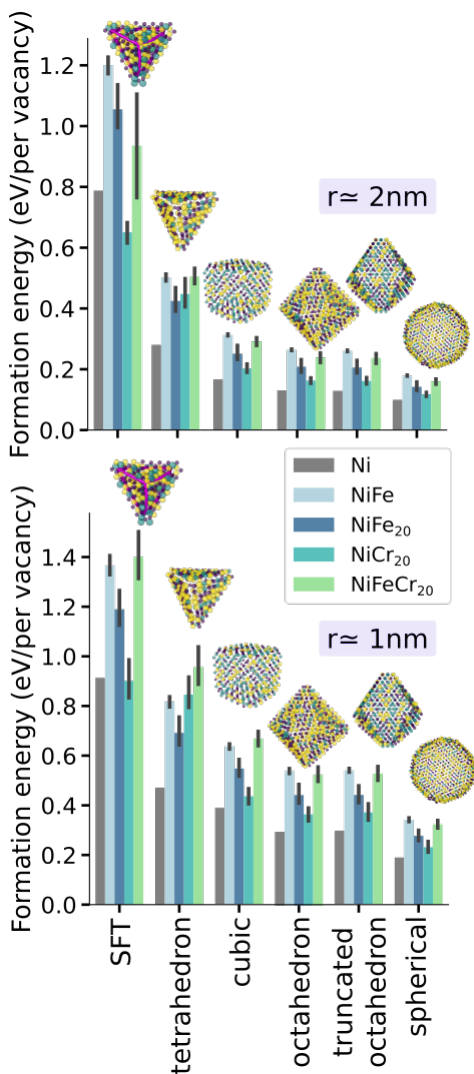 Formation energy (eV/per vacancy)
1.2
1.0
0.8
0.6
0.4
0.2
0.0
r≃ 2nm
Ni
NiFe
NiFe₂₀
NiCr₂₀
NiFeCr₂₀
Formation energy (eV/per vacancy)
1.4
1.2
1.0
0.8
0.6
0.4
0.2
0.0
r≃ 1nm
SFT
tetrahedron
cubic
octahedron
truncated
octahedron
spherical